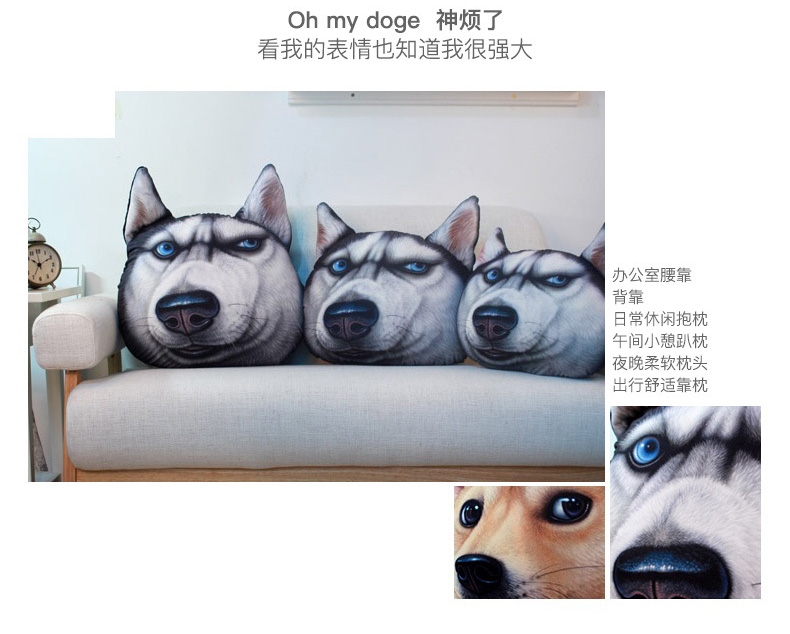 Oh my doge 神烦了
看我的表情也知道我很强大
办公室腰靠
背靠
日常休闲抱枕
午间小憩趴枕
夜晚柔软枕头
出行舒适靠枕